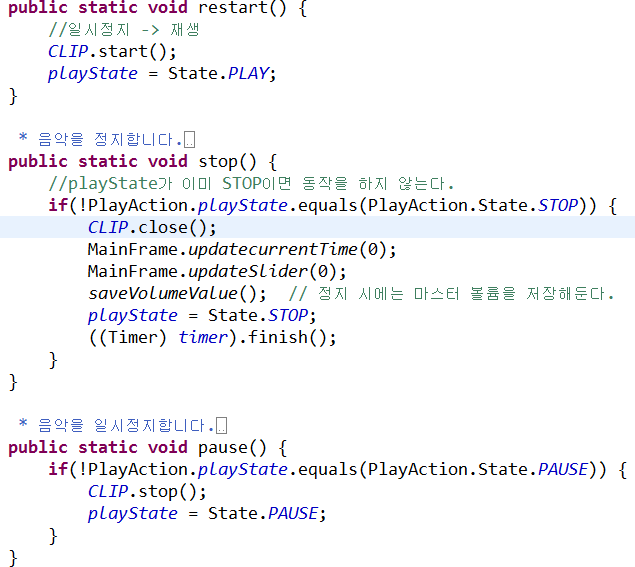 public static void restart() {
    //일시정지 -> 재생
    CLIP.start();
    playState = State.PLAY;
}

 * 음악을 정지합니다.
public static void stop() {
    //playState가 이미 STOP이면 동작을 하지 않는다.
    if(!PlayAction.playState.equals(PlayAction.State.STOP)) {
        CLIP.close();
        MainFrame.updatecurrentTime(0);
        MainFrame.updateSlider(0);
        saveVolumeValue();  // 정지 시에는 마스터 볼륨을 저장해둔다.
        playState = State.STOP;
        ((Timer) timer).finish();
    }
}

 * 음악을 일시정지합니다.
public static void pause() {
    if(!PlayAction.playState.equals(PlayAction.State.PAUSE)) {
        CLIP.stop();
        playState = State.PAUSE;
    }
}